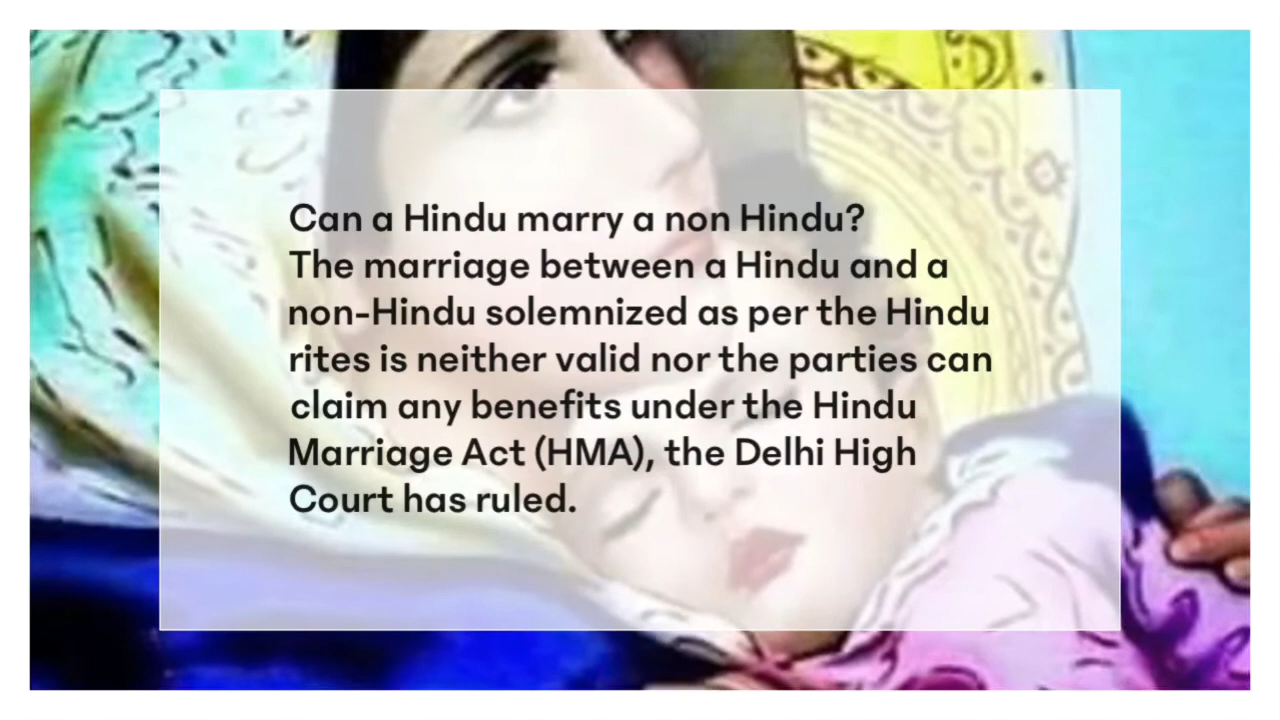 Can a Hindu marry a non Hindu?
The marriage between a Hindu and a
non-Hindu solemnized as per the Hindu
rites is neither valid nor the parties can
claim any benefits under the Hindu
Marriage Act (HMA), the Delhi High
Court has ruled.